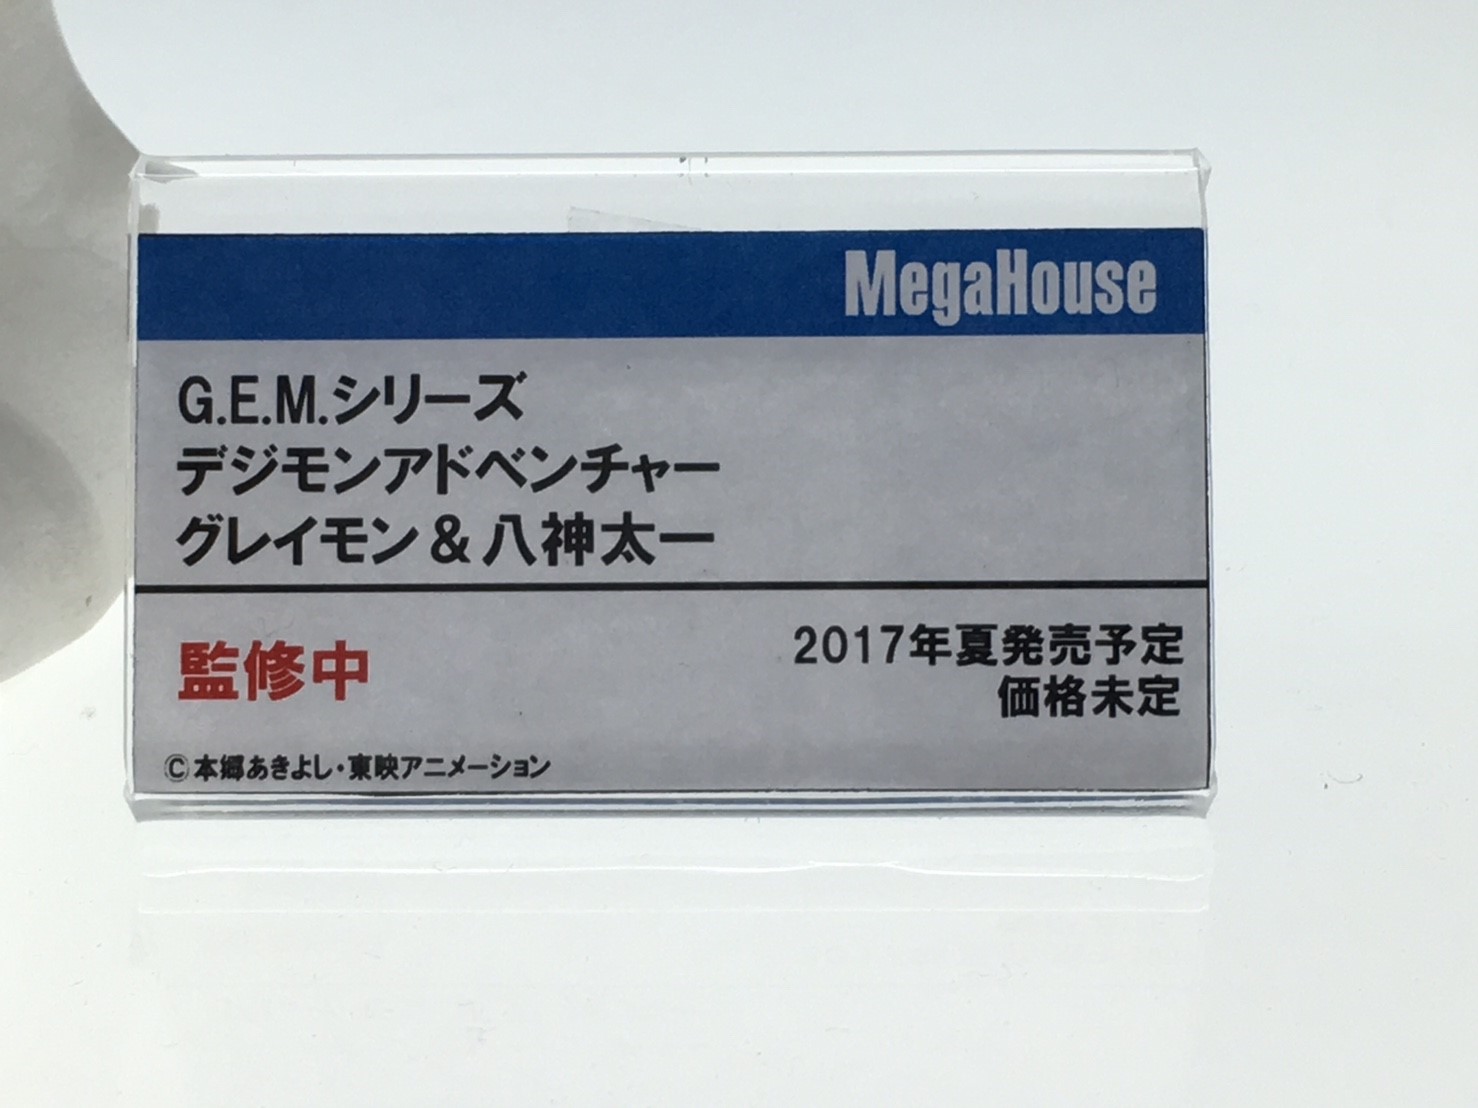 MegaHouse
G.E.M.シリーズ
デジモンアドベンチャー
グレイモン&八神太一
監修中
2017年夏発売予定
価格未定
©本郷あきよし・東映アニメーション